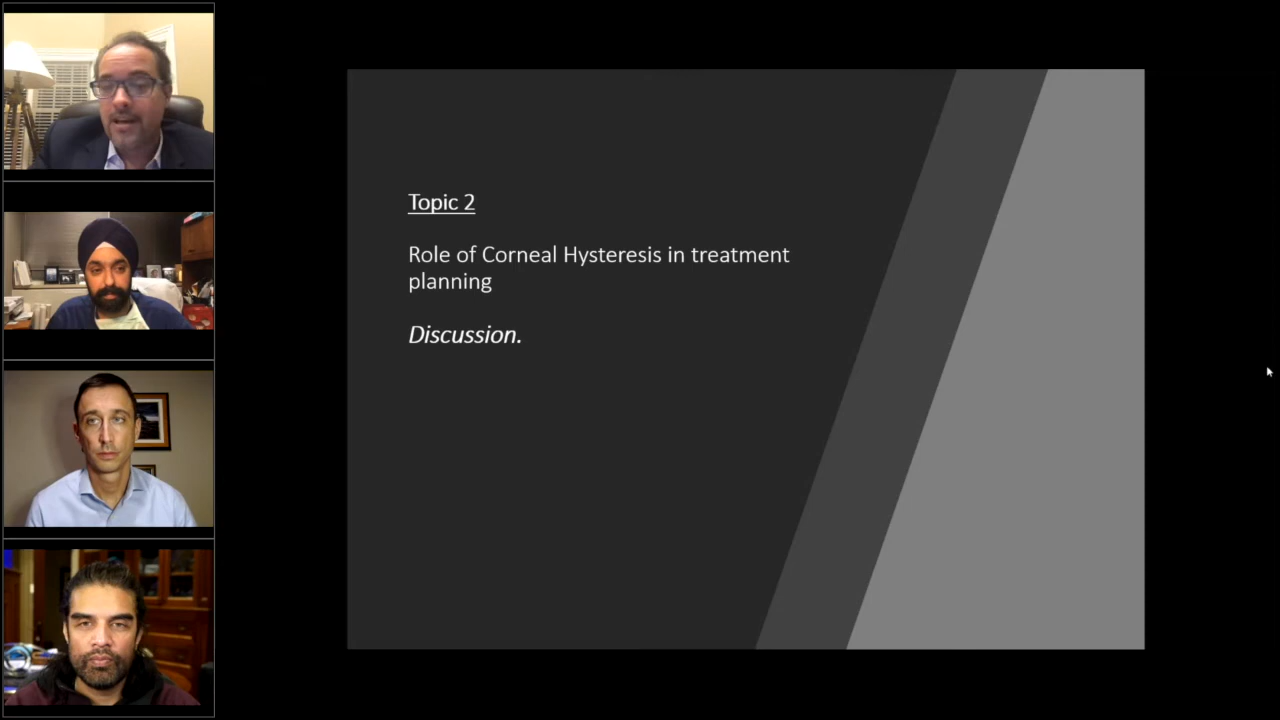 Topic 2
Role of Corneal Hysteresis in treatment
planning
Discussion.